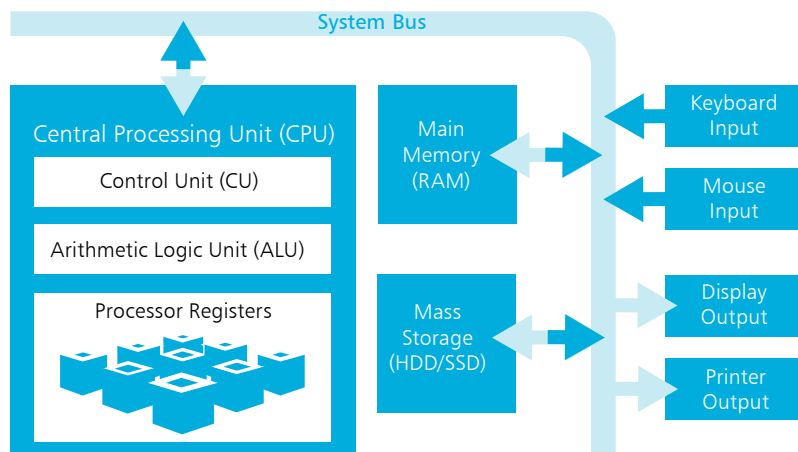 System Bus
Central Processing Unit (CPU)
Control Unit (CU)
Arithmetic Logic Unit (ALU)
Processor Registers
Main
Memory
(RAM)
Mass
Storage
(HDD/SSD)
Keyboard
Input
Mouse
Input
Display
Output
Printer
Output